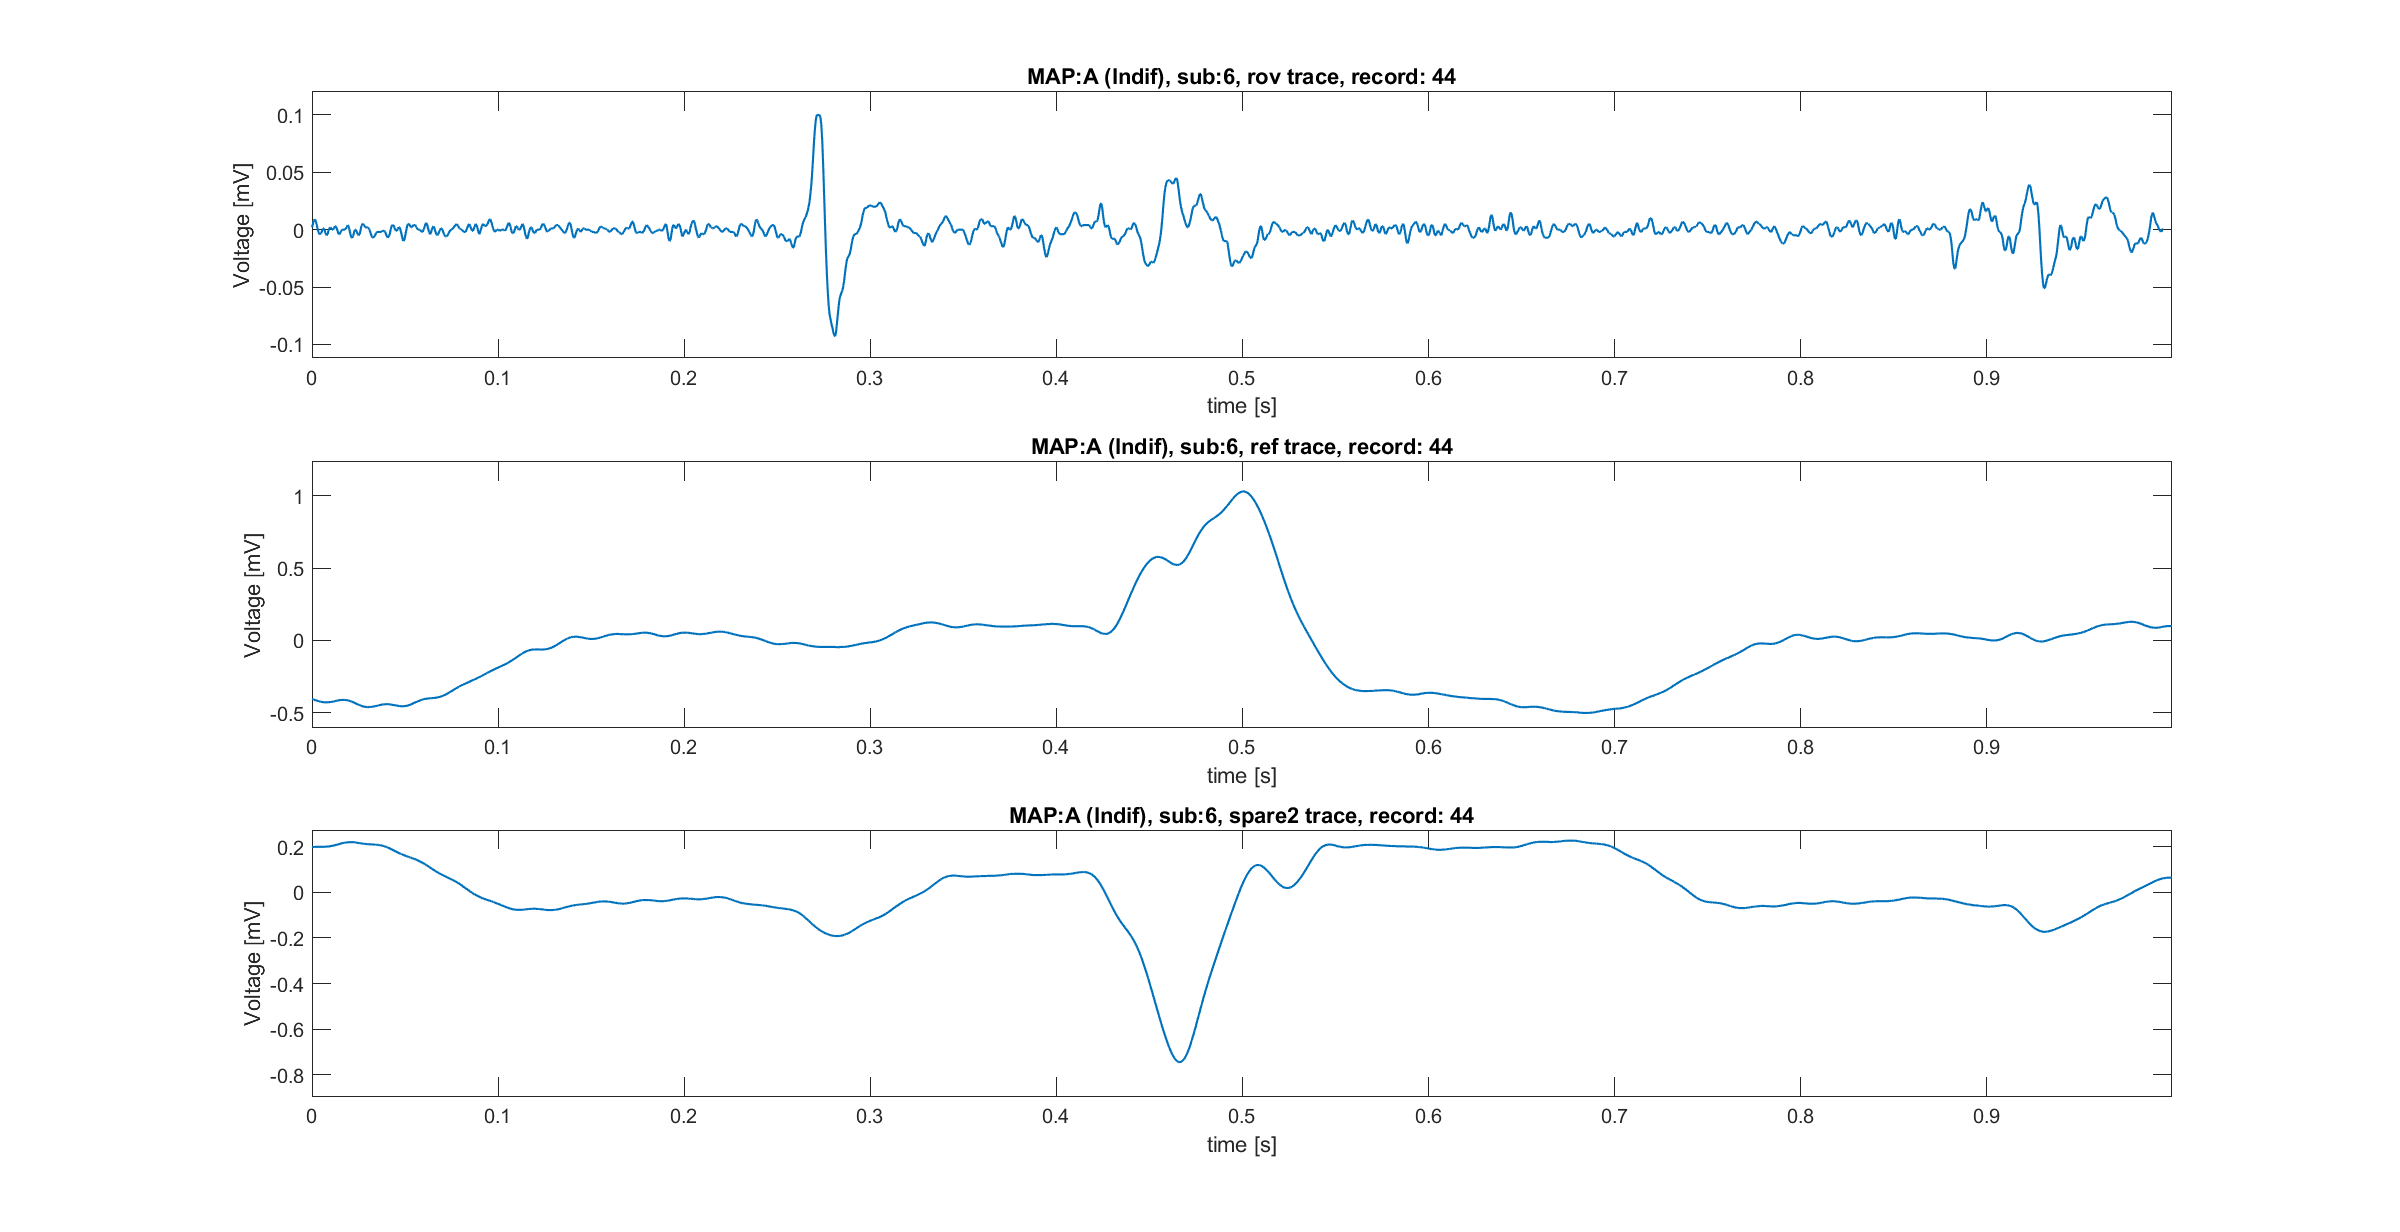 MAP:A (Indif), sub:6, rov trace, record: 44
0.1
0.05
0
-0.05
-0.1
Voltage [mV]
0 0.1 0.2 0.3 0.4 0.5 0.6 0.7 0.8 0.9
time [s]
MAP:A (Indif), sub:6, ref trace, record: 44
1
0.5
0
-0.5
Voltage [mV]
0 0.1 0.2 0.3 0.4 0.5 0.6 0.7 0.8 0.9
time [s]
MAP:A (Indif), sub:6, spare2 trace, record: 44
0.2
0
-0.2
-0.4
-0.6
-0.8
Voltage [mV]
0 0.1 0.2 0.3 0.4 0.5 0.6 0.7 0.8 0.9
time [s]